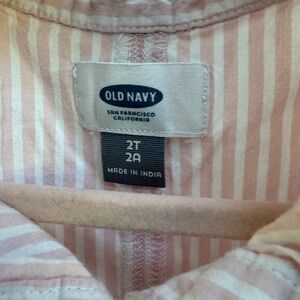 OLD NAVY
SAN FRANCISCO
CALIFORNIA
2T
2A
MADE IN INDIA